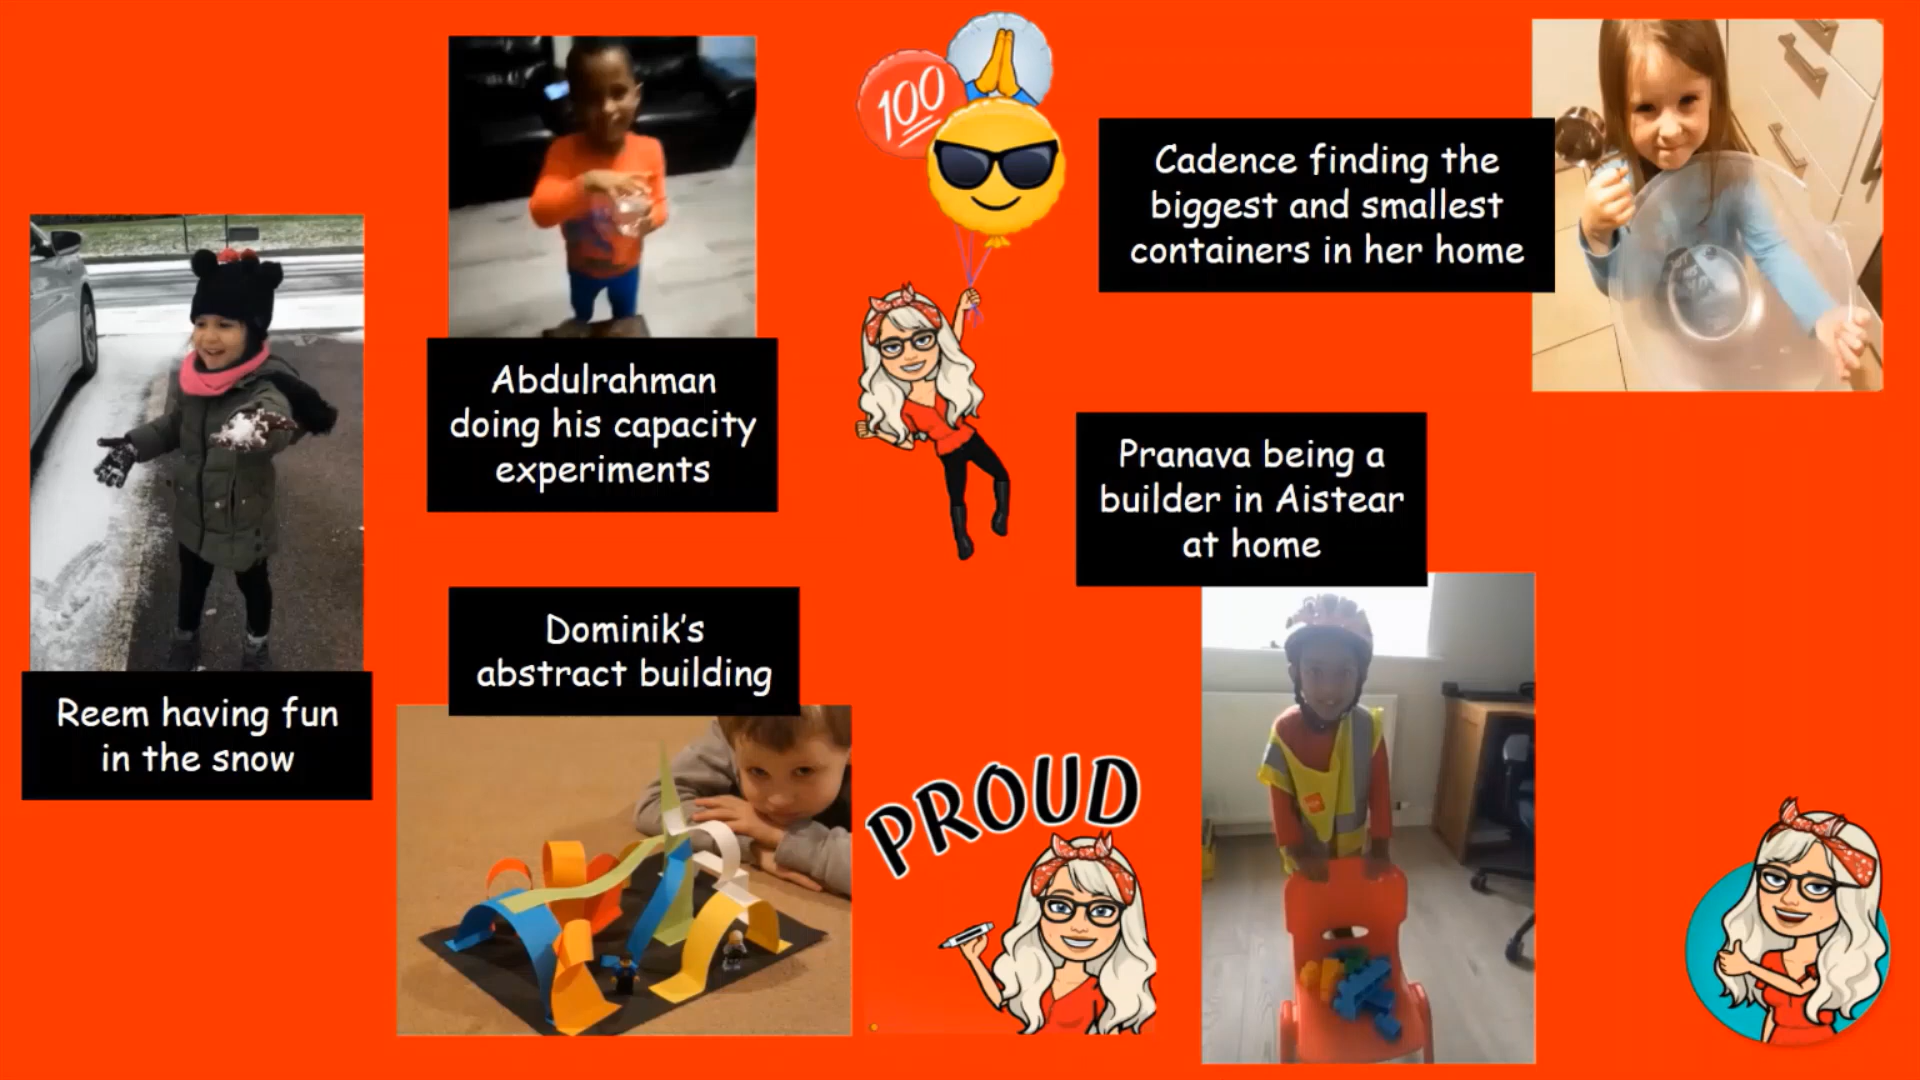 100
Cadence finding the
biggest and smallest
containers in her home
Abdulrahman
doing his capacity
experiments
Pranava being a
builder in Aistear
at home
Dominik's
abstract building
Reem having fun
in the snow
PROUD